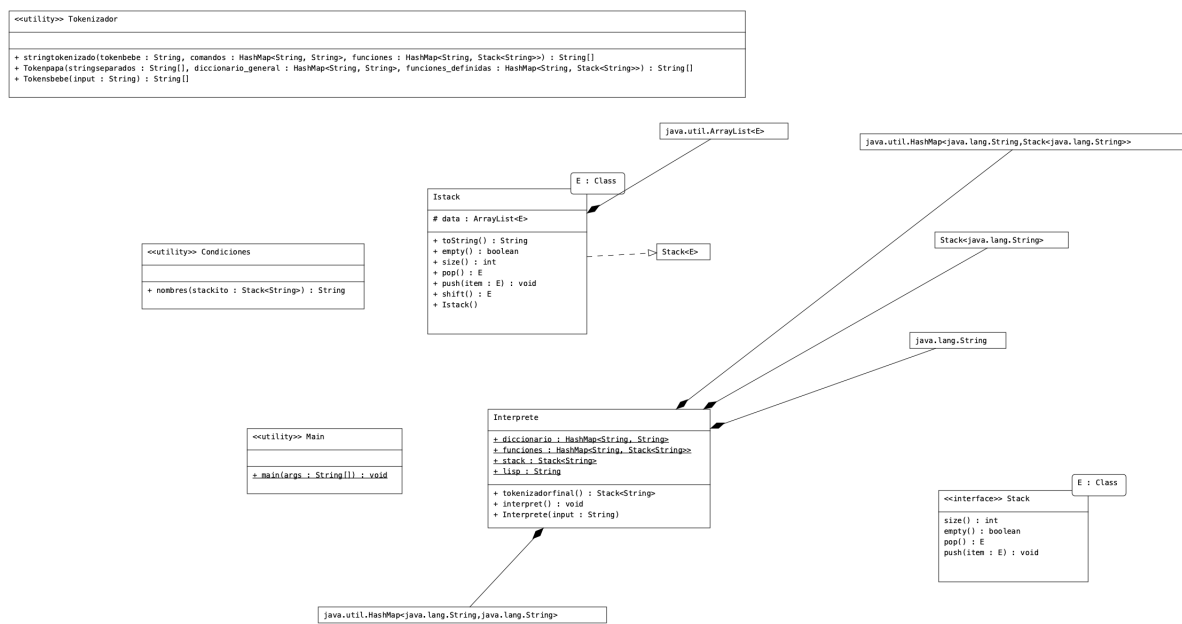 <<utility>> Tokenizador
+ stringtokenizado(tokenbebe : String, comandos : HashMap<String, String>, funciones : HashMap<String, Stack<String>>) : String[]
+ Tokenpapa(stringseparados : String[], diccionario_general : HashMap<String, String>, funciones_definidas : HashMap<String, Stack<String>>) : String[]
+ Tokensbebe(input : String) : String[]
java.util.ArrayList<E>
java.util.HashMap<java.lang.String,Stack<java.lang.String>>
E : Class
Istack
# data : ArrayList<E>
+ toString() : String
+ empty() : boolean
+ size() : int
+ pop() : E
+ push(item : E) : void
+ shift() : E
+ Istack()
Stack<java.lang.String>
Stack<E>
<<utility>> Condiciones
+ nombres(stackito : Stack<String>) : String
java.lang.String
Interprete
+ diccionario : HashMap<String, String>
+ funciones : HashMap<String, Stack<String>>
+ stack : Stack<String>
+ lisp : String
+ tokenizadorfinal() : Stack<String>
+ interpret() : void
+ Interprete(input : String)
<<utility>> Main
+ main(args : String[]) : void
E : Class
<<interface>> Stack
size() : int
empty() : boolean
pop() : E
push(item : E) : void
java.util.HashMap<java.lang.String,java.lang.String>